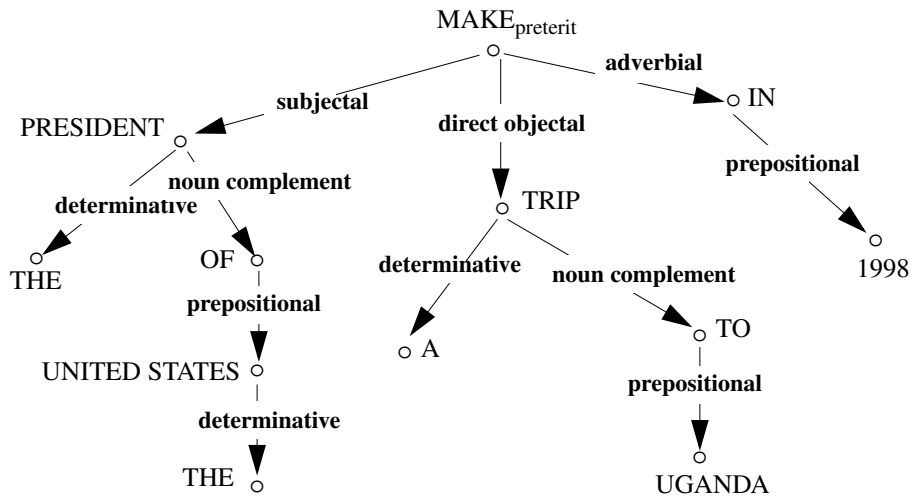 MAKEpreterit
adverbial
subjectal
IN
PRESIDENT
direct objectal
prepositional
noun complement
determinative
TRIP
THE
OF
determinative
noun complement
1998
prepositional
A
TO
UNITED STATES
prepositional
determinative
THE
UGANDA